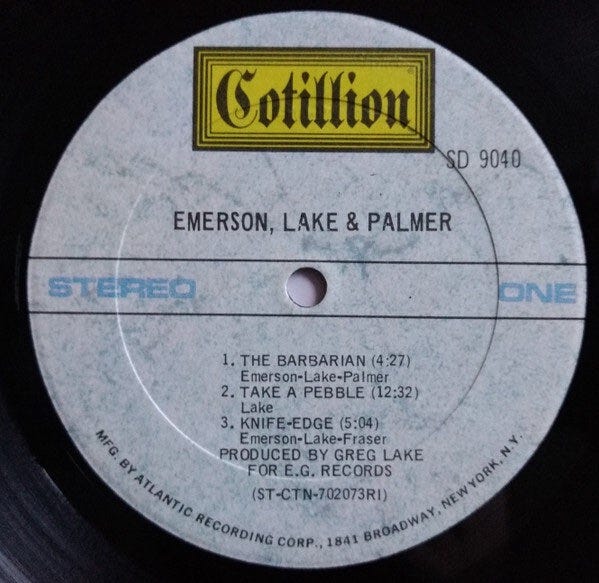 Cotillion
SD 9040
EMERSON, LAKE & PALMER
STEREO ONE
1. THE BARBARIAN (4:27)
Emerson-Lake-Palmer
2. TAKE A PEBBLE (12:32)
Lake
3. KNIFE-EDGE (5:04)
Emerson-Lake-Fraser
PRODUCED BY GREG LAKE
FOR E.G. RECORDS
(ST-CTN-702073RI)
MFG. BY ATLANTIC RECORDING CORP., 1841 BROADWAY, NEW YORK, N.Y.